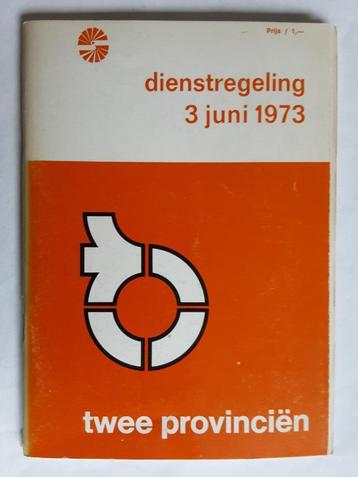 Prijs f 1,—
dienstregeling
3 juni 1973
twee provinciën